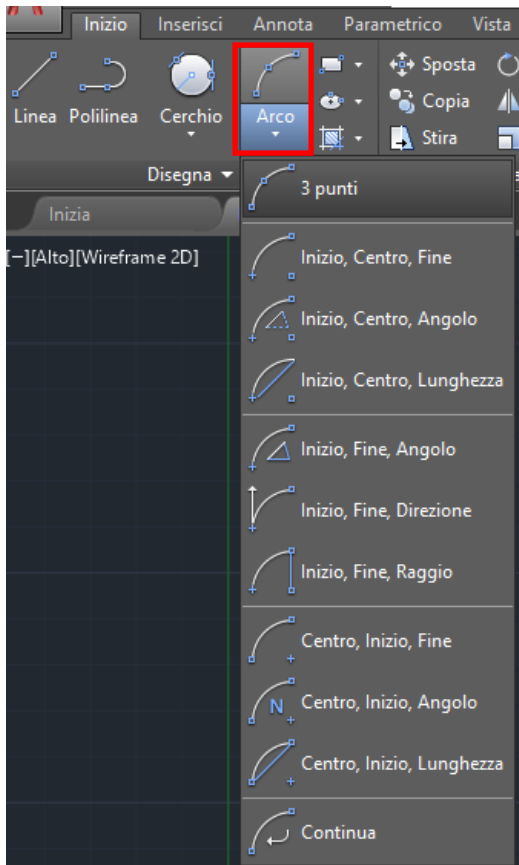 Inizio Inserisci Annota Parametrico Vista
Linea Polilinea Cerchio Arco
Sposta
Copia
Stira
Disegna
Inizia
[−][Alto][Wireframe 2D]
3 punti
Inizio, Centro, Fine
Inizio, Centro, Angolo
Inizio, Centro, Lunghezza
Inizio, Fine, Angolo
Inizio, Fine, Direzione
Inizio, Fine, Raggio
Centro, Inizio, Fine
N
Centro, Inizio, Angolo
Centro, Inizio, Lunghezza
Continua